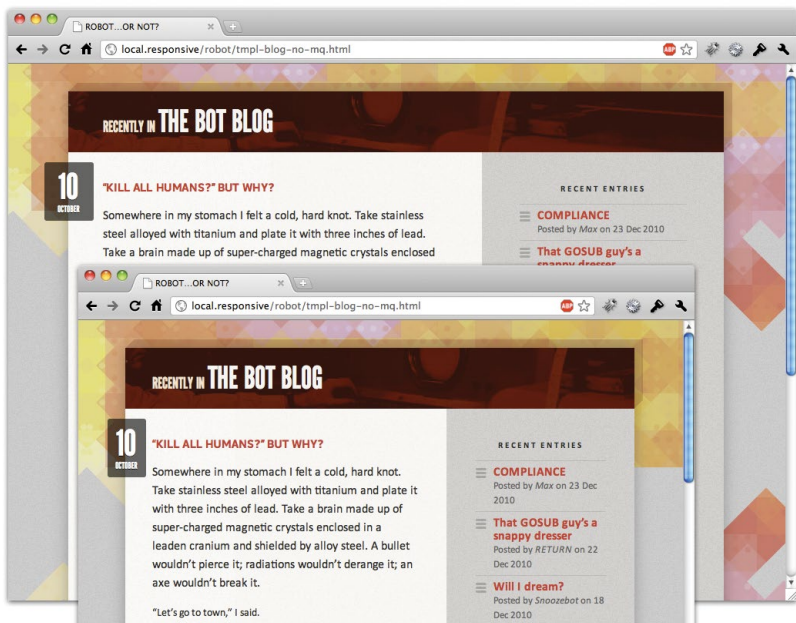 ROBOT...OR NOT?
local.responsive/robot/tmpl-blog-no-mq.html
ABP
RECENTLY IN THE BOT BLOG
10
OCTOBER
"KILL ALL HUMANS?" BUT WHY?
Somewhere in my stomach I felt a cold, hard knot. Take stainless
steel alloyed with titanium and plate it with three inches of lead.
Take a brain made up of super-charged magnetic crystals enclosed
RECENT ENTRIES
COMPLIANCE
Posted by Max on 23 Dec 2010
That GOSUB guy's a
snappy dresser
ROBOT...OR NOT?
local.responsive/robot/tmpl-blog-no-mq.html
ABP
RECENTLY IN THE BOT BLOG
10
OCTOBER
"KILL ALL HUMANS?" BUT WHY?
Somewhere in my stomach I felt a cold, hard knot.
Take stainless steel alloyed with titanium and plate it
with three inches of lead. Take a brain made up of
super-charged magnetic crystals enclosed in a
leaden cranium and shielded by alloy steel. A bullet
wouldn't pierce it; radiations wouldn't derange it; an
axe wouldn't break it.
"Let's go to town," I said.
RECENT ENTRIES
COMPLIANCE
Posted by Max on 23 Dec
2010
That GOSUB guy's a
snappy dresser
Posted by RETURN on 22
Dec 2010
Will I dream?
Posted by Snoozebot on 18
Dec 2010